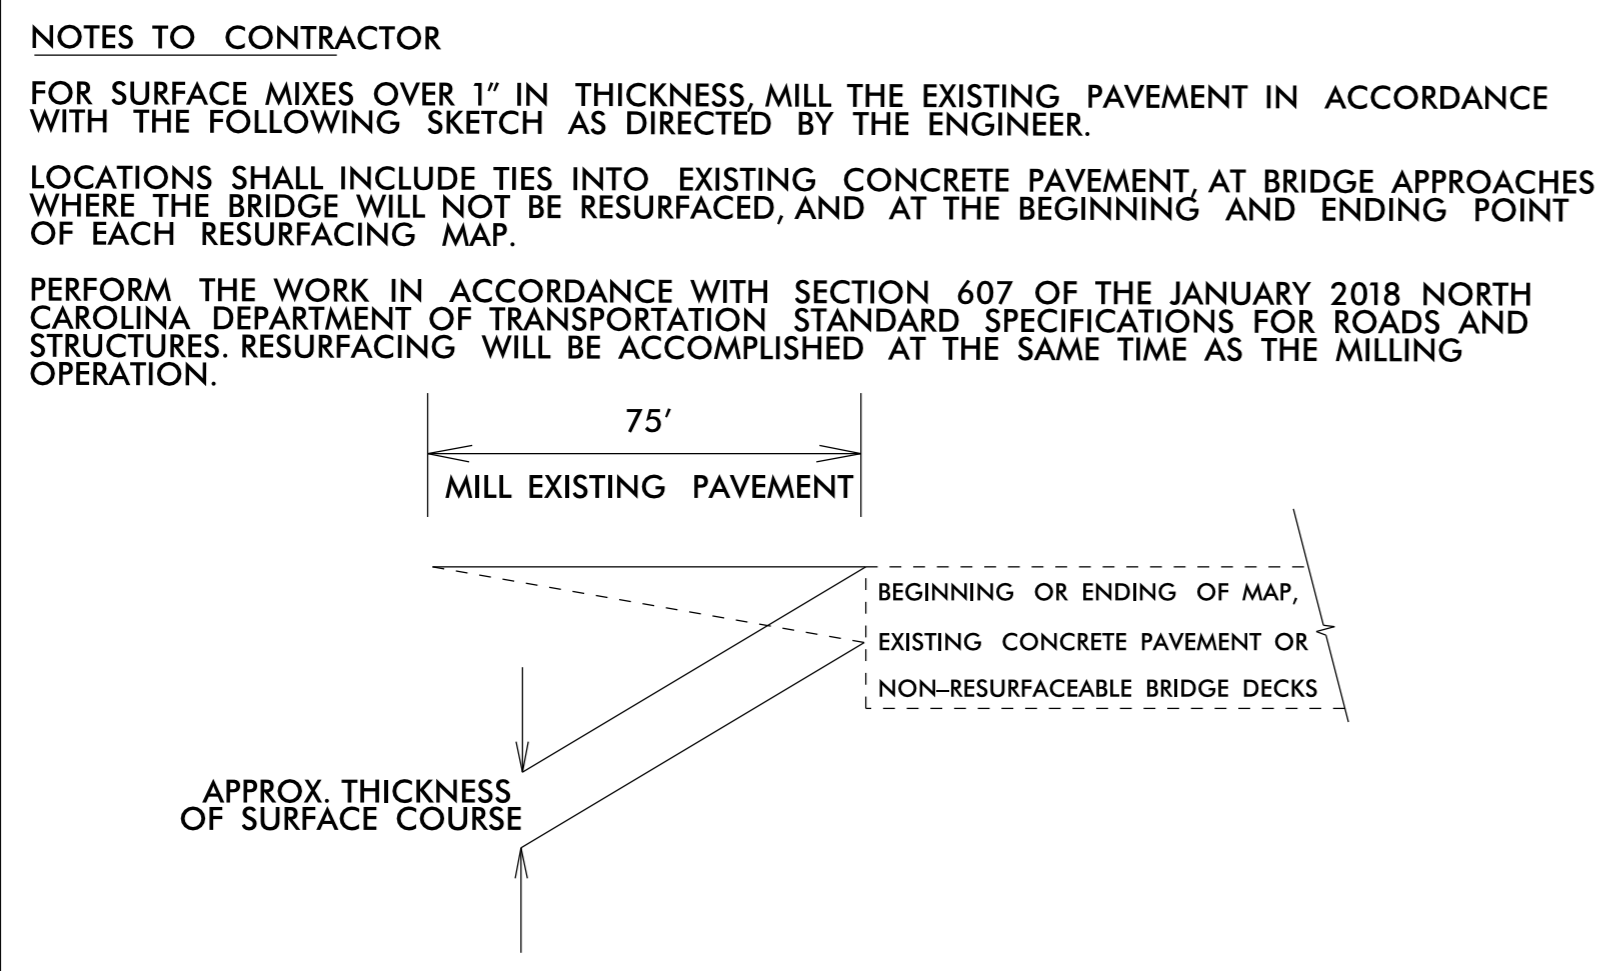 NOTES TO CONTRACTOR
FOR SURFACE MIXES OVER 1" IN THICKNESS, MILL THE EXISTING PAVEMENT IN ACCORDANCE
WITH THE FOLLOWING SKETCH AS DIRECTED BY THE ENGINEER.
LOCATIONS SHALL INCLUDE TIES INTO EXISTING CONCRETE PAVEMENT, AT BRIDGE APPROACHES
WHERE THE BRIDGE WILL NOT BE RESURFACED, AND AT THE BEGINNING AND ENDING POINT
OF EACH RESURFACING MAP.
PERFORM THE WORK IN ACCORDANCE WITH SECTION 607 OF THE JANUARY 2018 NORTH
CAROLINA DEPARTMENT OF TRANSPORTATION STANDARD SPECIFICATIONS FOR ROADS AND
STRUCTURES. RESURFACING WILL BE ACCOMPLISHED AT THE SAME TIME AS THE MILLING
OPERATION.
75'
MILL EXISTING PAVEMENT
BEGINNING OR ENDING OF MAP,
EXISTING CONCRETE PAVEMENT OR
NON–RESURFACEABLE BRIDGE DECKS
APPROX. THICKNESS
OF SURFACE COURSE